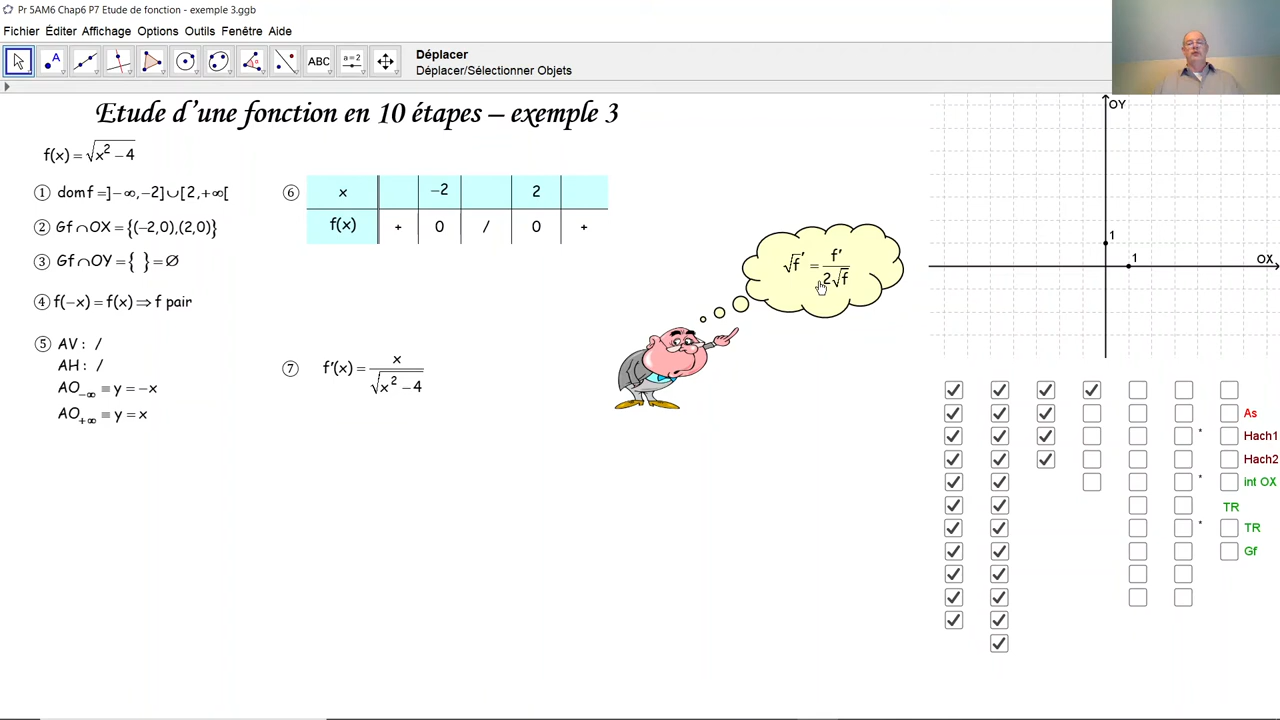 Pr 5AM6 Chap6 P7 Etude de fonction - exemple 3.ggb
Fichier Éditer Affichage Options Outils Fenêtre Aide
A
ABC
a=2
Déplacer
Déplacer/Sélectionner Objets
Etude d'une fonction en 10 étapes – exemple 3
f(x) = √(x² – 4)
① domf =]–∞,–2]∪[2,+∞[
② Gf ∩OX = {(–2,0),(2,0)}
③ Gf ∩OY = { } = Ø
④ f(–x) = f(x) ⇒ f pair
⑤ AV : /
AH : /
AO–∞ ≡ y = –x
AO+∞ ≡ y = x
⑥ x –2 2
f(x) + 0 / 0 +
⑦ f'(x) = x / √(x² – 4)
√f' = f' / 2√f
OY
1
1
OX
As
* Hach1
Hach2
* int OX
TR
* TR
Gf